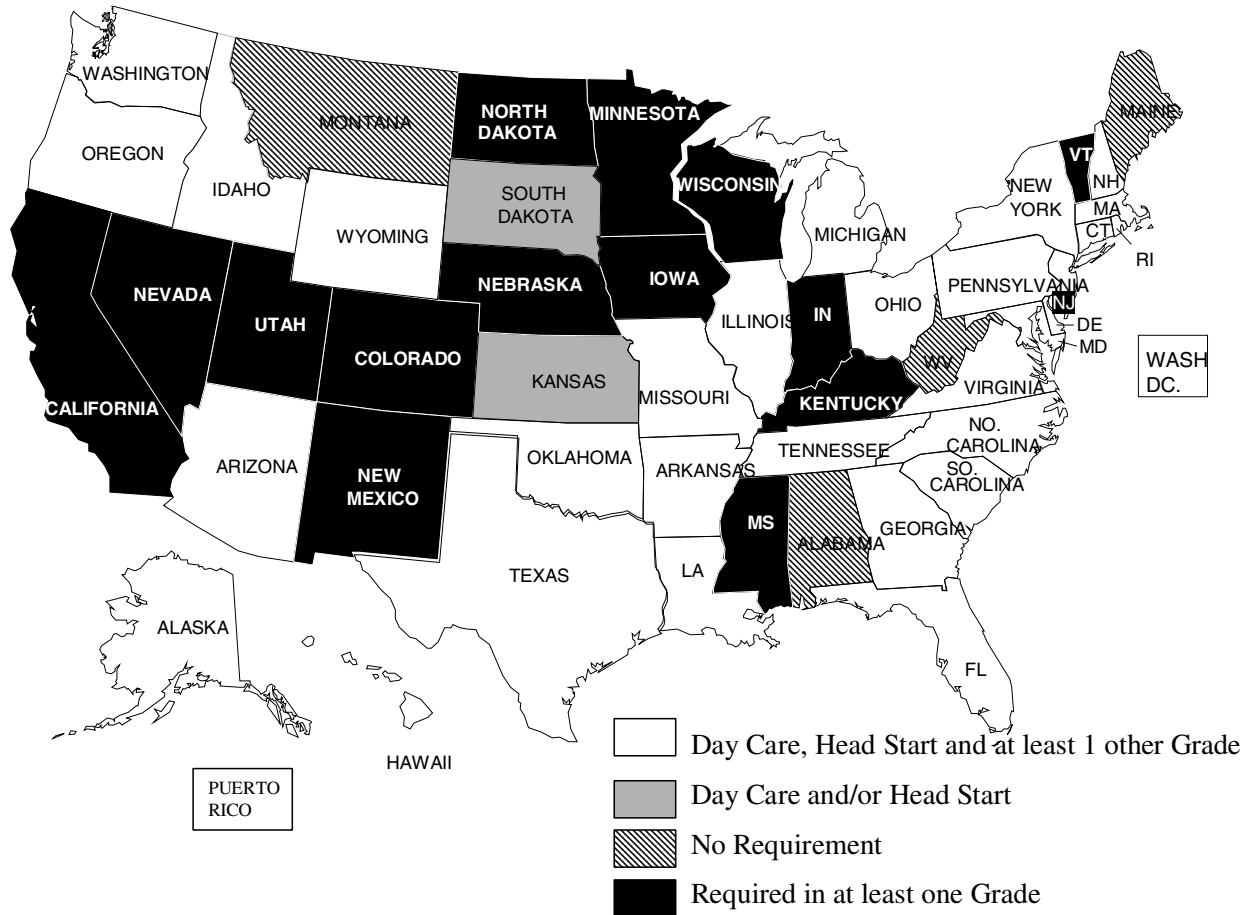 WASHINGTON
MONTANA
NORTH
DAKOTA
MINNESOTA
MAINE
OREGON
IDAHO
SOUTH
DAKOTA
WISCONSIN
VT
NH
NEW
YORK
MA
CT
RI
WYOMING
MICHIGAN
NEVADA
NEBRASKA
IOWA
PENNSYLVANIA
NJ
UTAH
ILLINOIS
IN
OHIO
DE
MD
WASH
DC.
COLORADO
KANSAS
WV
VIRGINIA
CALIFORNIA
MISSOURI
KENTUCKY
NO.
CAROLINA
ARIZONA
NEW
MEXICO
OKLAHOMA
ARKANSAS
TENNESSEE
SO.
CAROLINA
MS
ALABAMA
GEORGIA
TEXAS
LA
ALASKA
FL
HAWAII
PUERTO
RICO
Day Care, Head Start and at least 1 other Grade
Day Care and/or Head Start
No Requirement
Required in at least one Grade